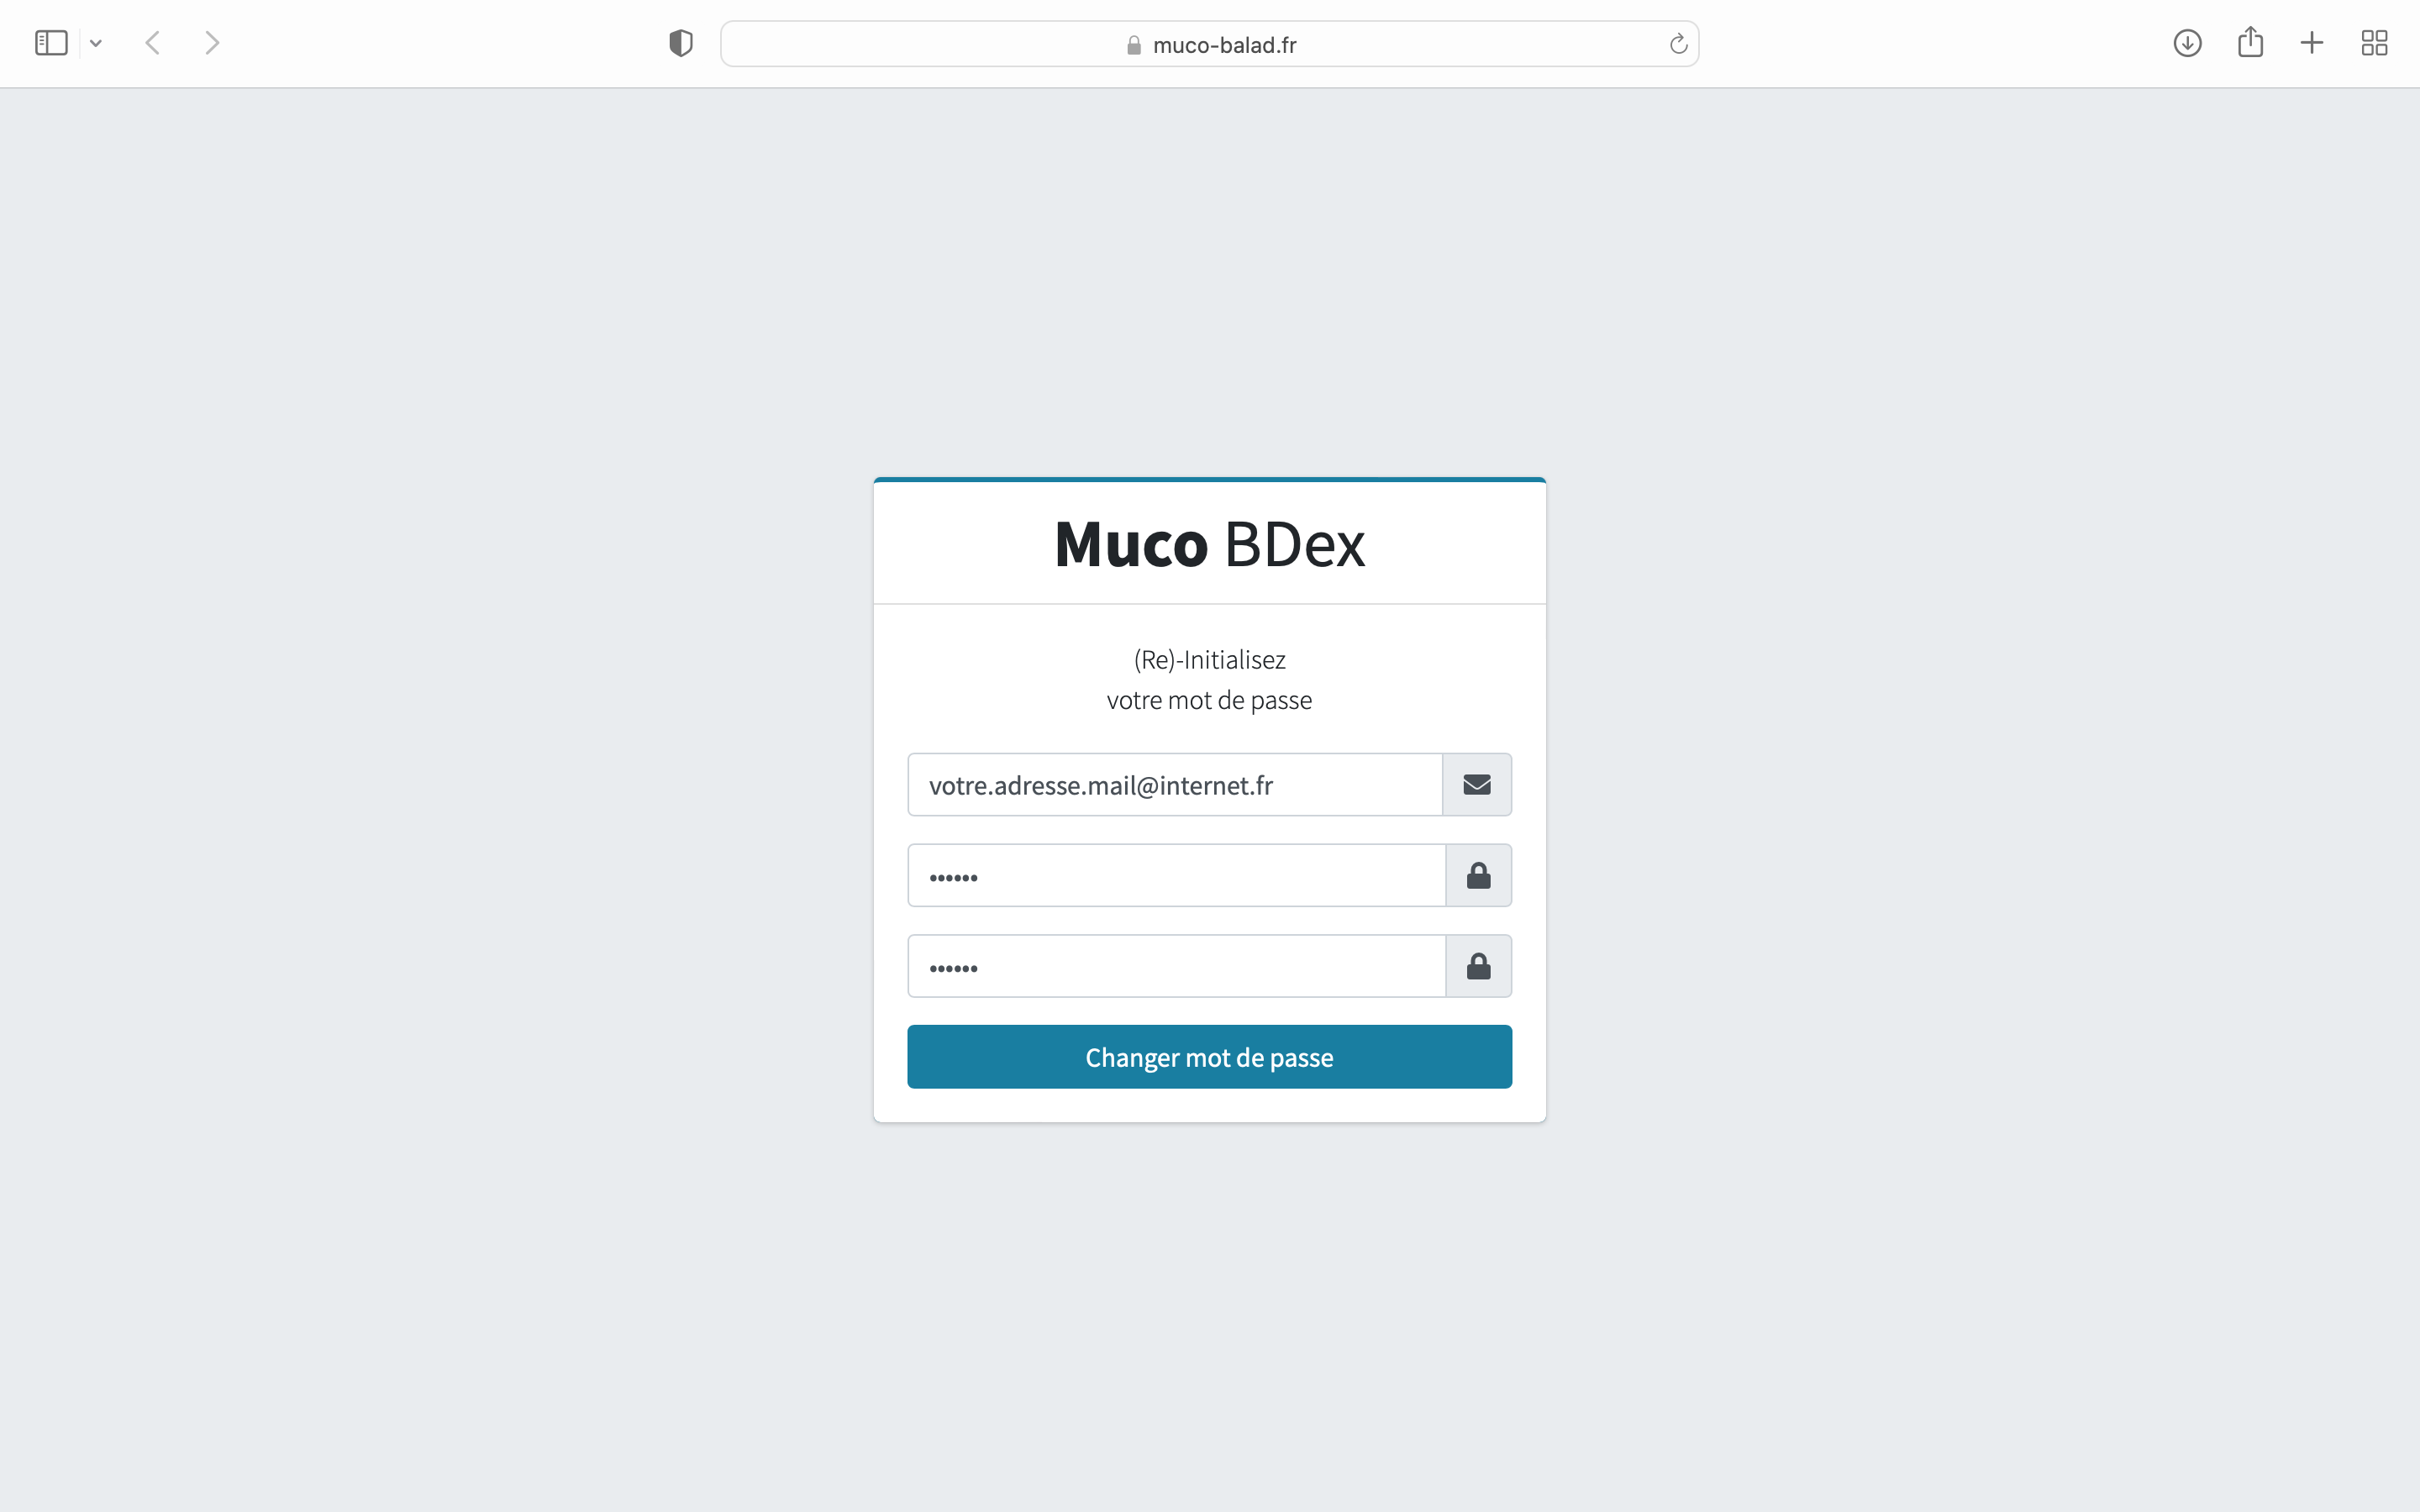 muco-balad.fr
Muco BDex
(Re)-Initialisez
votre mot de passe
votre.adresse.mail@internet.fr
••••••
••••••
Changer mot de passe